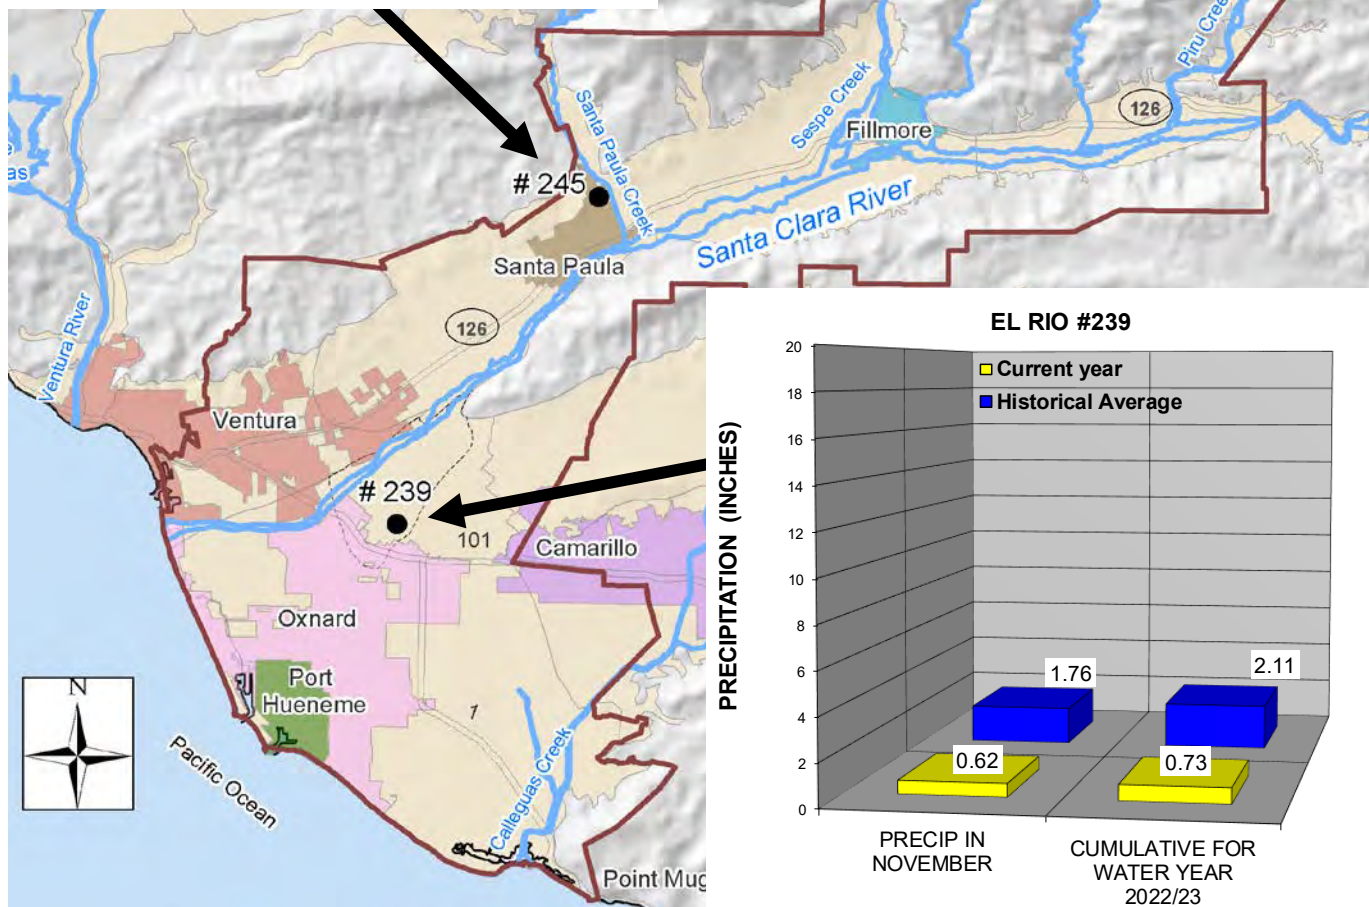 Piru Cree
126
Sespe Creek
Fillmore
Santa Paula Creek
as
# 245
Santa Clara River
Santa Paula
126
Ventura River
Ventura
# 239
101
Camarillo
Oxnard
Port
Hueneme
1
N
Pacific Ocean
Calleguas Creek
Point Mug
EL RIO #239
Current year
Historical Average
PRECIPITATION (INCHES)
20
18
16
14
12
10
8
6
4
2
0
1.76
2.11
0.62
0.73
PRECIP IN
NOVEMBER
CUMULATIVE FOR
WATER YEAR
2022/23